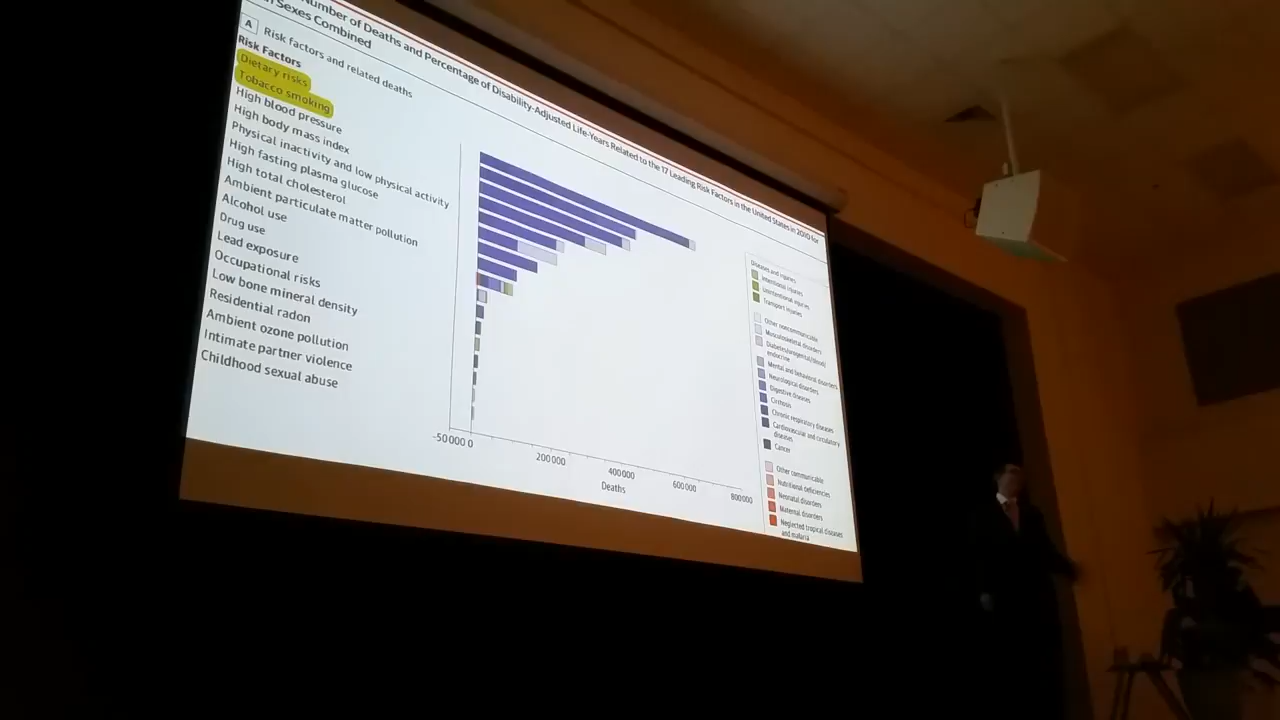 Number of Deaths and Percentage of Disability-Adjusted Life-Years Related to the 17 Leading Risk Factors in the United States in 2010 for
Sexes Combined
A Risk factors and related deaths
Risk Factors
Dietary risks
Tobacco smoking
High blood pressure
High body mass index
Physical inactivity and low physical activity
High fasting plasma glucose
High total cholesterol
Ambient particulate matter pollution
Alcohol use
Drug use
Lead exposure
Occupational risks
Low bone mineral density
Residential radon
Ambient ozone pollution
Intimate partner violence
Childhood sexual abuse
-50000 0
200000
400000
600000
800000
Deaths
Diseases and injuries
Intentional injuries
Unintentional injuries
Transport injuries
Other noncommunicable
Musculoskeletal disorders
Diabetes/urogenital/blood/
endocrine
Mental and behavioral disorders
Neurological disorders
Digestive diseases
Cirrhosis
Chronic respiratory diseases
Cardiovascular and circulatory
diseases
Cancer
Other communicable
Nutritional deficiencies
Neonatal disorders
Maternal disorders
Neglected tropical diseases
and malaria